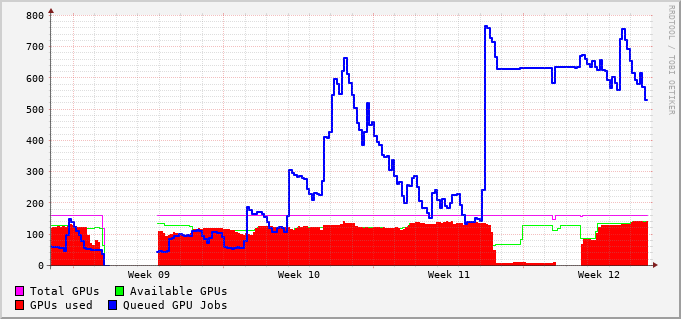 800
700
600
500
400
300
200
100
0
Week 09 Week 10 Week 11 Week 12
Total GPUs Available GPUs
GPUs used Queued GPU Jobs
RRDTOOL / TOBI OETIKER